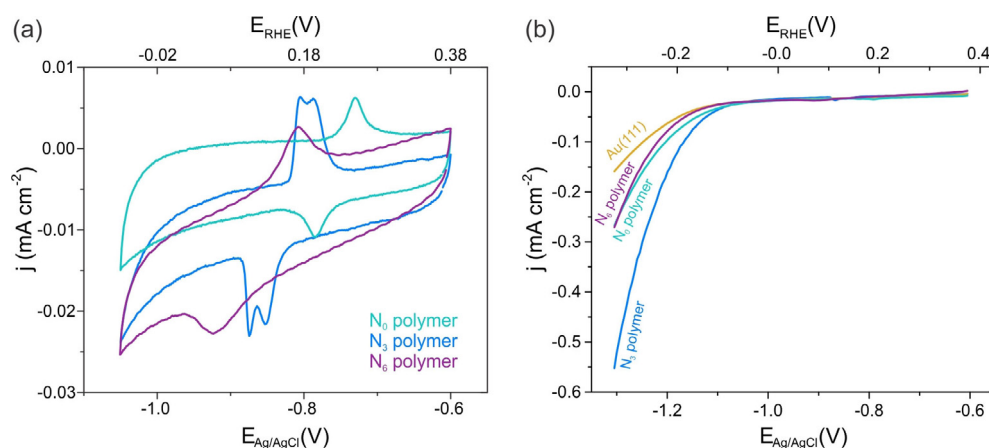 (a)
E_RHE(V)
-0.02 0.18 0.38
0.01
0.00
-0.01
-0.02
-0.03
j (mA cm⁻²)
N₀ polymer
N₃ polymer
N₆ polymer
-1.0 -0.8 -0.6
E_Ag/AgCl(V)
(b)
E_RHE(V)
-0.2 -0.0 0.2 0.4
0.0
-0.1
-0.2
-0.3
-0.4
-0.5
-0.6
j (mA cm⁻²)
Au(111)
N₆ polymer
N₀ polymer
N₃ polymer
-1.2 -1.0 -0.8 -0.6
E_Ag/AgCl(V)